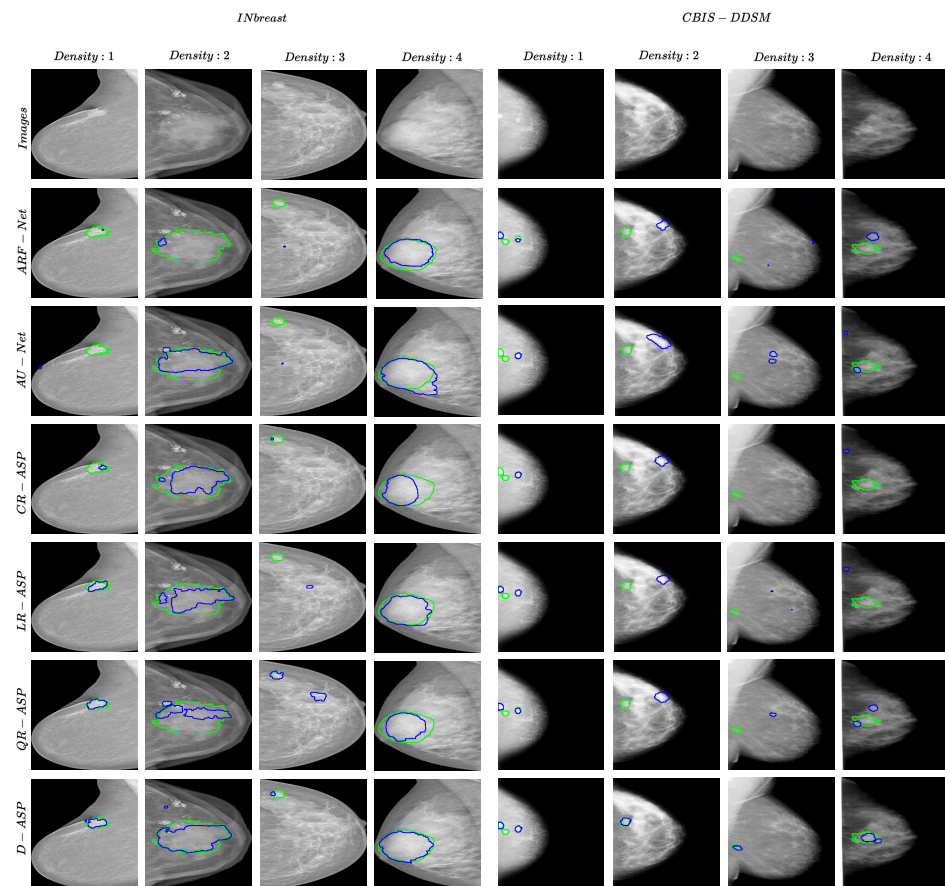 INbreast CBIS − DDSM
Density : 1 Density : 2 Density : 3 Density : 4 Density : 1 Density : 2 Density : 3 Density : 4
Images
ARF − Net
AU − Net
CR − ASP
LR − ASP
QR − ASP
D − ASP